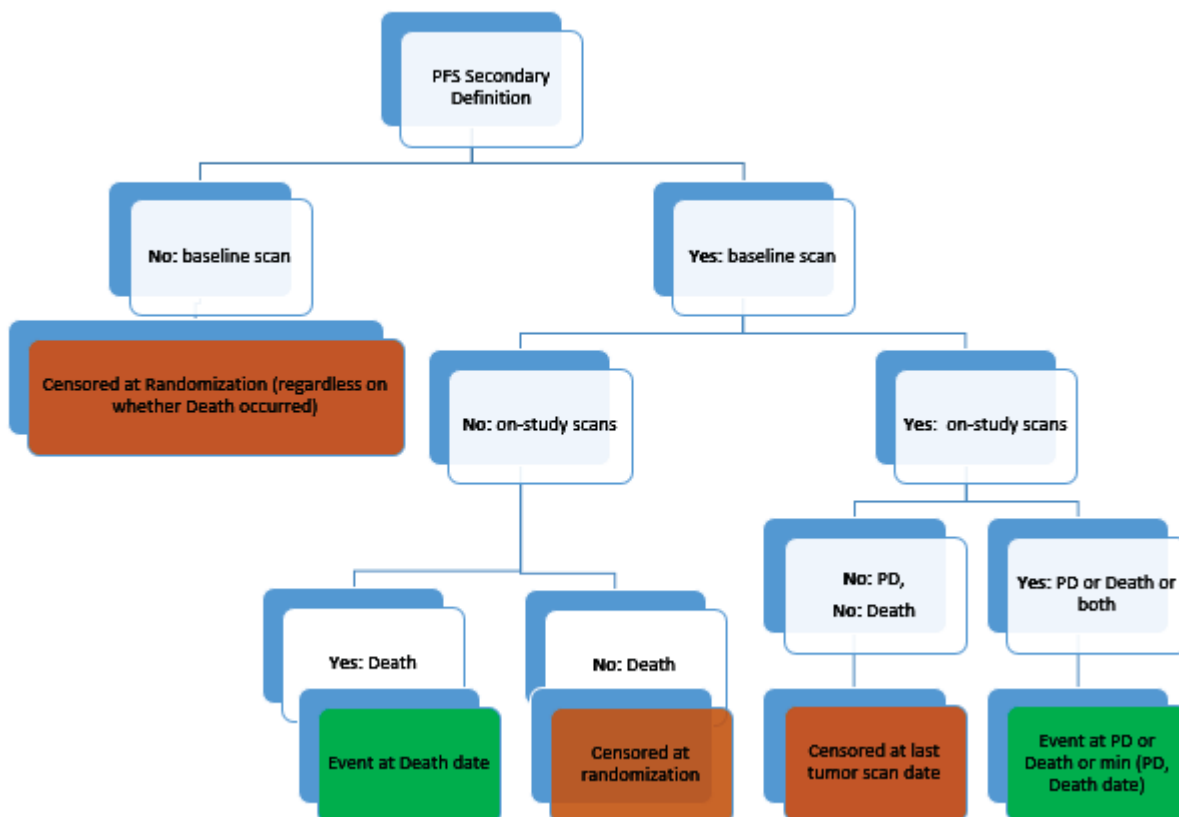 PFS Secondary
Definition
No: baseline scan
Yes: baseline scan
Censored at Randomization (regardless on
whether Death occurred)
No: on-study scans
Yes:  on-study scans
Yes: Death
No: Death
No: PD,
No: Death
Yes: PD or Death or
both
Event at Death date
Censored at
randomization
Censored at last
tumor scan date
Event at PD or
Death or min (PD,
Death date)